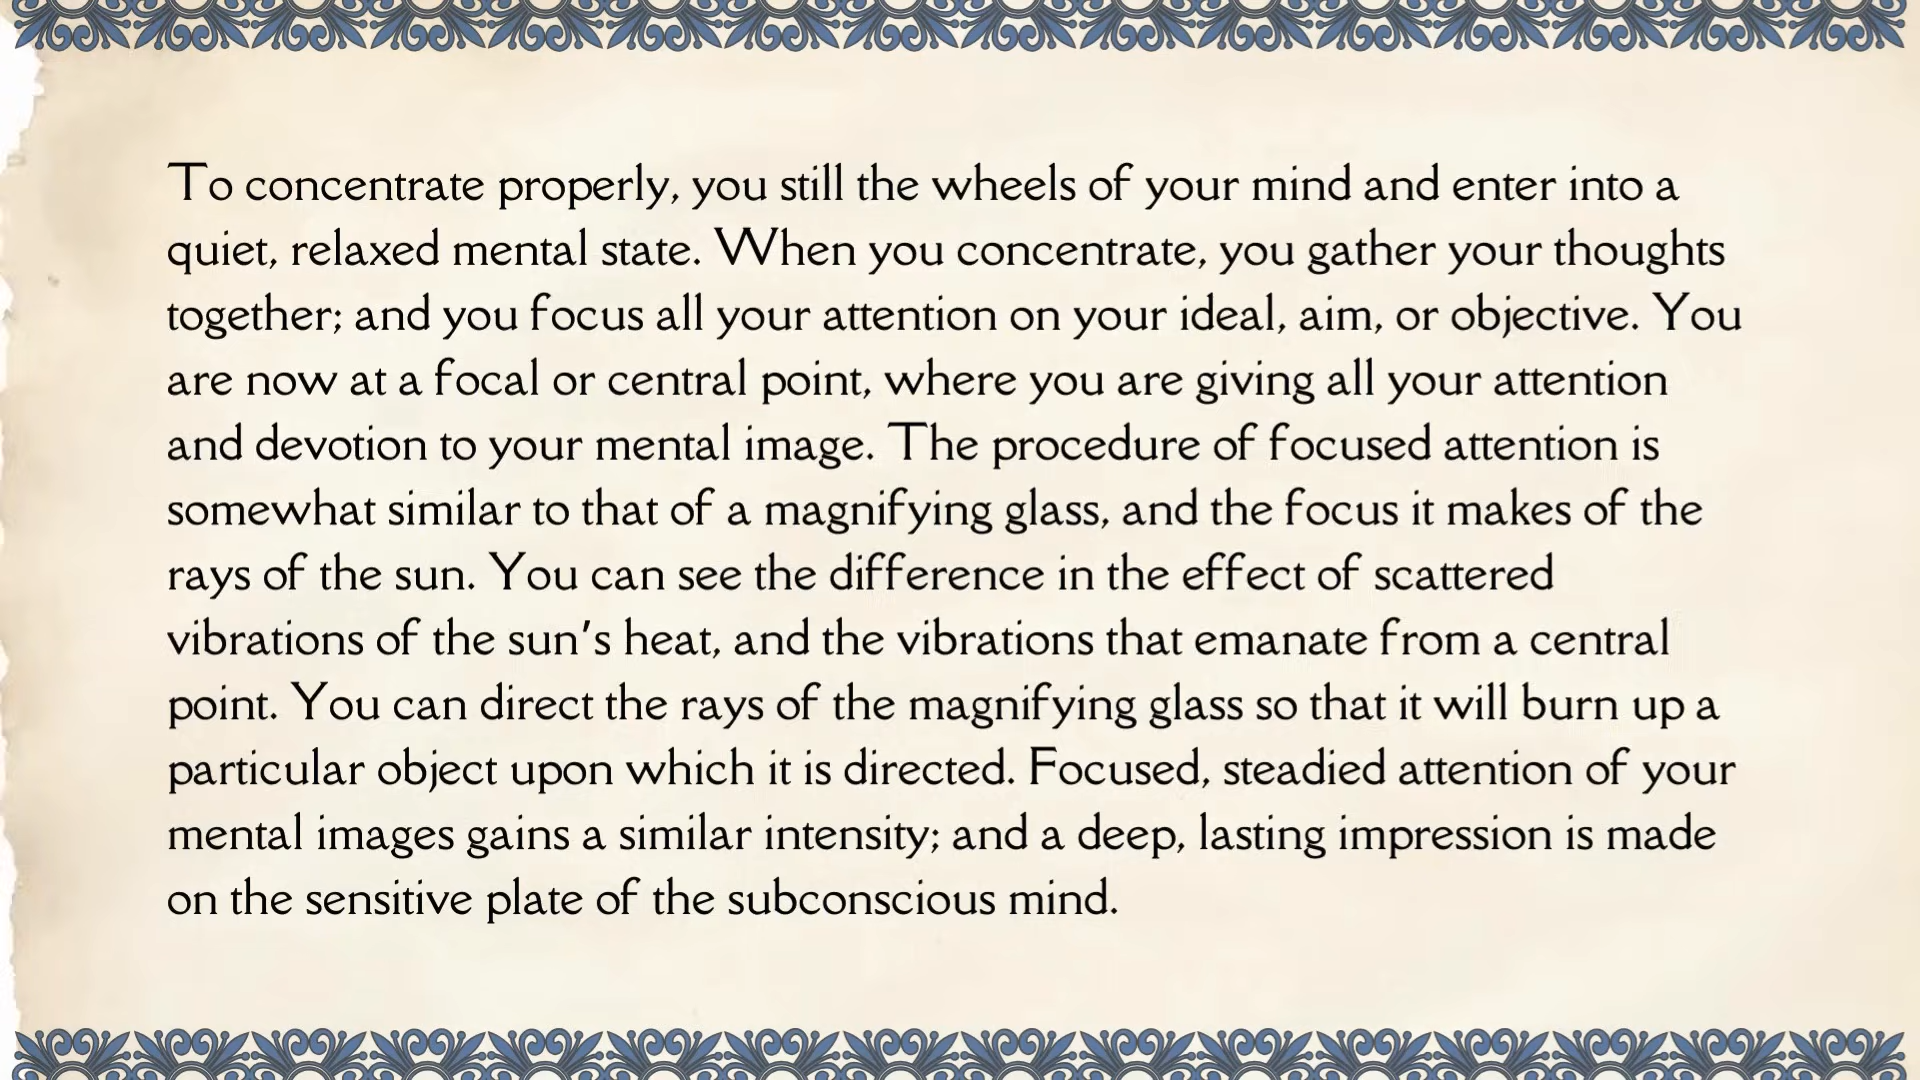 To concentrate properly, you still the wheels of your mind and enter into a
quiet, relaxed mental state. When you concentrate, you gather your thoughts
together; and you focus all your attention on your ideal, aim, or objective. You
are now at a focal or central point, where you are giving all your attention
and devotion to your mental image. The procedure of focused attention is
somewhat similar to that of a magnifying glass, and the focus it makes of the
rays of the sun. You can see the difference in the effect of scattered
vibrations of the sun's heat, and the vibrations that emanate from a central
point. You can direct the rays of the magnifying glass so that it will burn up a
particular object upon which it is directed. Focused, steadied attention of your
mental images gains a similar intensity; and a deep, lasting impression is made
on the sensitive plate of the subconscious mind.